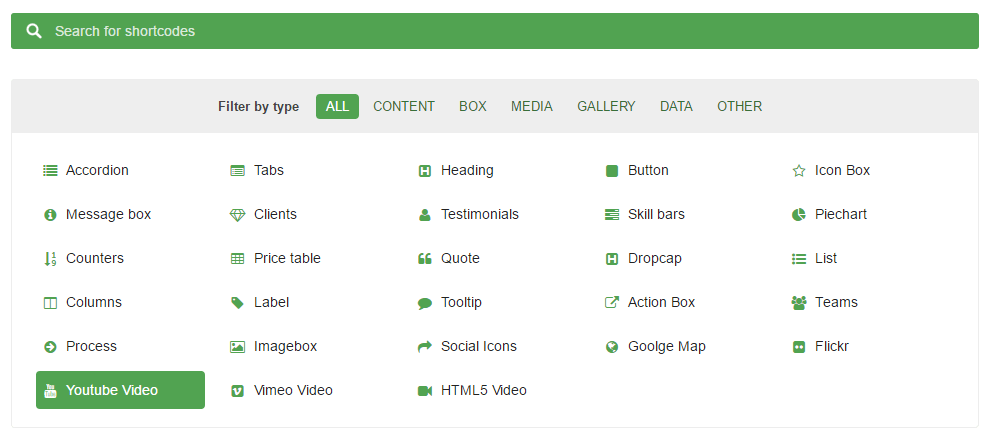 Search for shortcodes
Filter by type ALL CONTENT BOX MEDIA GALLERY DATA OTHER
Accordion Tabs Heading Button Icon Box
Message box Clients Testimonials Skill bars Piechart
Counters Price table Quote Dropcap List
Columns Label Tooltip Action Box Teams
Process Imagebox Social Icons Goolge Map Flickr
Youtube Video Vimeo Video HTML5 Video